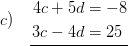 c) 4c + 5d = −8
3c − 4d = 25